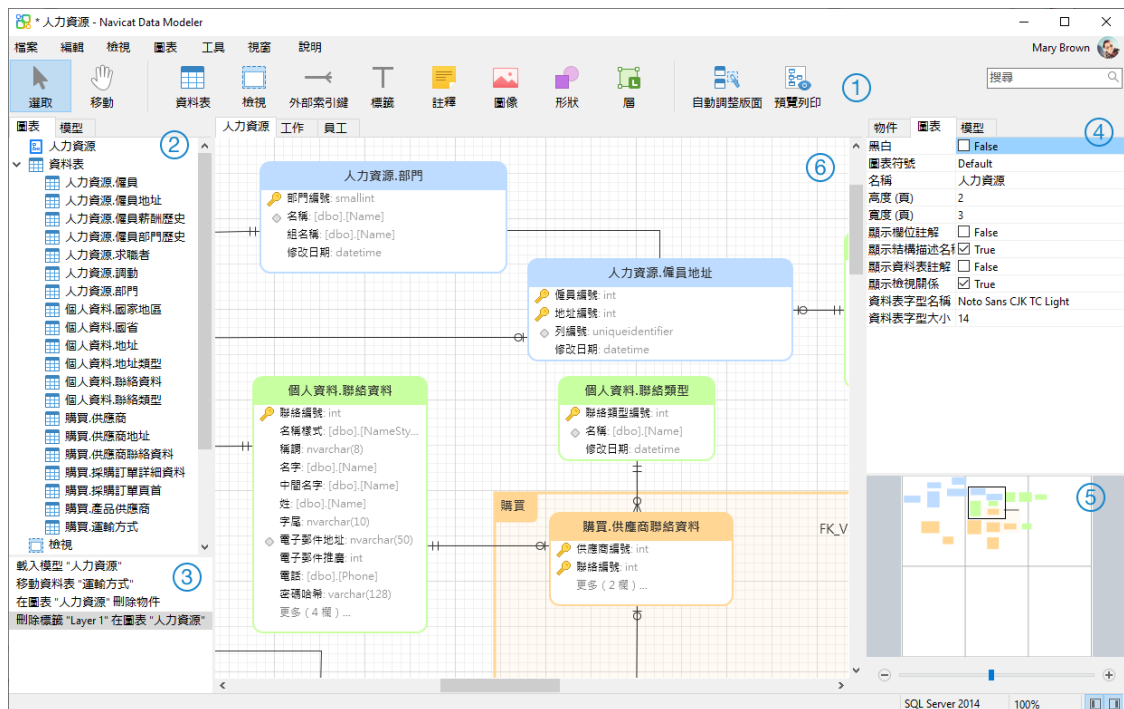 * 人力資源 - Navicat Data Modeler
檔案 編輯 檢視 圖表 工具 視窗 說明
Mary Brown
選取 移動 資料表 檢視 外部索引鍵 標籤 註釋 圖像 形狀 層 自動調整版面 預覽列印
①
搜尋
圖表 模型
②
人力資源
資料表
人力資源.僱員
人力資源.僱員地址
人力資源.僱員薪酬歷史
人力資源.僱員部門歷史
人力資源.求職者
人力資源.調動
人力資源.部門
個人資料.國家地區
個人資料.國省
個人資料.地址
個人資料.地址類型
個人資料.聯絡資料
個人資料.聯絡類型
購買.供應商
購買.供應商地址
購買.供應商聯絡資料
購買.採購訂單詳細資料
購買.採購訂單頁首
購買.產品供應商
購買.運輸方式
檢視
載入模型 "人力資源"
③
移動資料表 "運輸方式"
在圖表 "人力資源" 刪除物件
刪除標籤 "Layer 1" 在圖表 "人力資源"
人力資源 工作 員工
⑥
人力資源.部門
部門編號: smallint
名稱: [dbo].[Name]
組名稱: [dbo].[Name]
修改日期: datetime
人力資源.僱員地址
僱員編號: int
地址編號: int
列編號: uniqueidentifier
修改日期: datetime
個人資料.聯絡資料
聯絡編號: int
名稱樣式: [dbo].[NameSty...
稱謂: nvarchar(8)
名字: [dbo].[Name]
中間名字: [dbo].[Name]
姓: [dbo].[Name]
字尾: nvarchar(10)
電子郵件地址: nvarchar(50)
電子郵件推廣: int
電話: [dbo].[Phone]
密碼哈希: varchar(128)
更多 ( 4 欄 ) ...
個人資料.聯絡類型
聯絡類型編號: int
名稱: [dbo].[Name]
修改日期: datetime
購買
購買.供應商聯絡資料
供應商編號: int
聯絡編號: int
更多 ( 2 欄 ) ...
FK_V
物件 圖表 模型
④
黑白 False
圖表符號 Default
名稱 人力資源
高度 (頁) 2
寬度 (頁) 3
顯示欄位註解 False
顯示結構描述名稱 True
顯示資料表註解 False
顯示檢視關係 True
資料表字型名稱 Noto Sans CJK TC Light
資料表字型大小 14
⑤
SQL Server 2014 100%